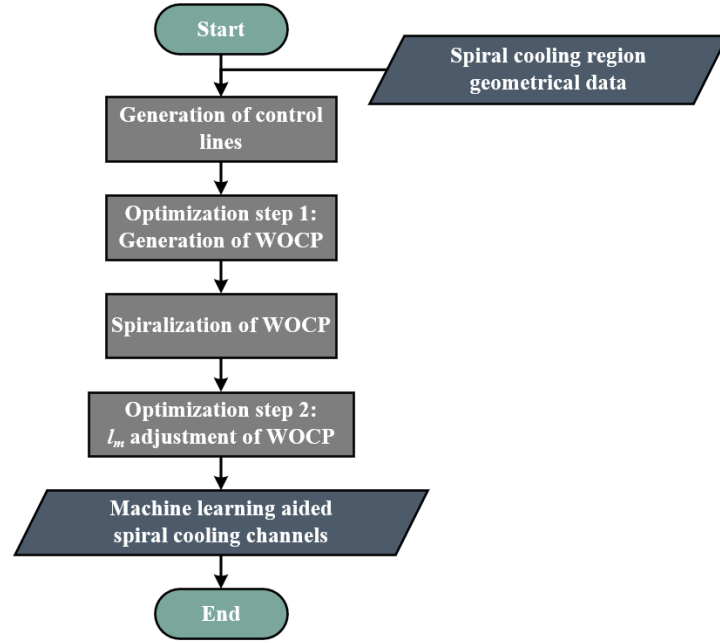 Start
Spiral cooling region
geometrical data
Generation of control
lines
Optimization step 1:
Generation of WOCP
Spiralization of WOCP
Optimization step 2:
lm adjustment of WOCP
Machine learning aided
spiral cooling channels
End